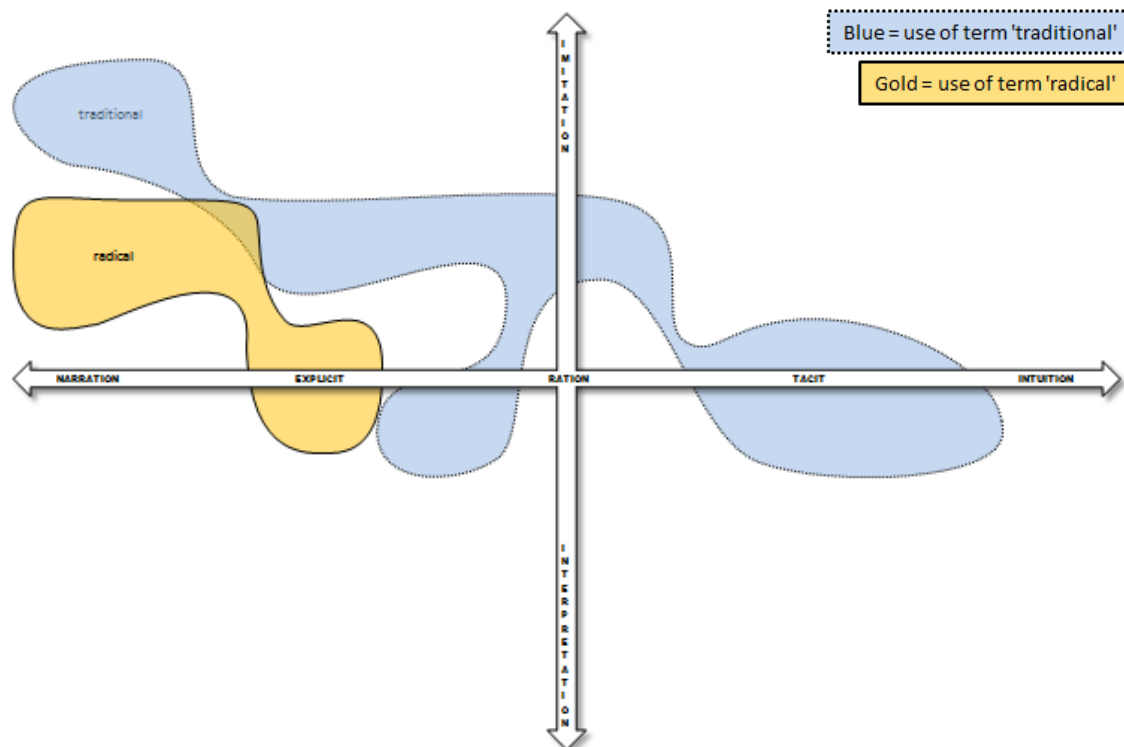 Blue = use of term 'traditional'
Gold = use of term 'radical'
IMITATION
traditional
radical
NARRATION EXPLICIT RATION TACIT INTUITION
INTERPRETATION